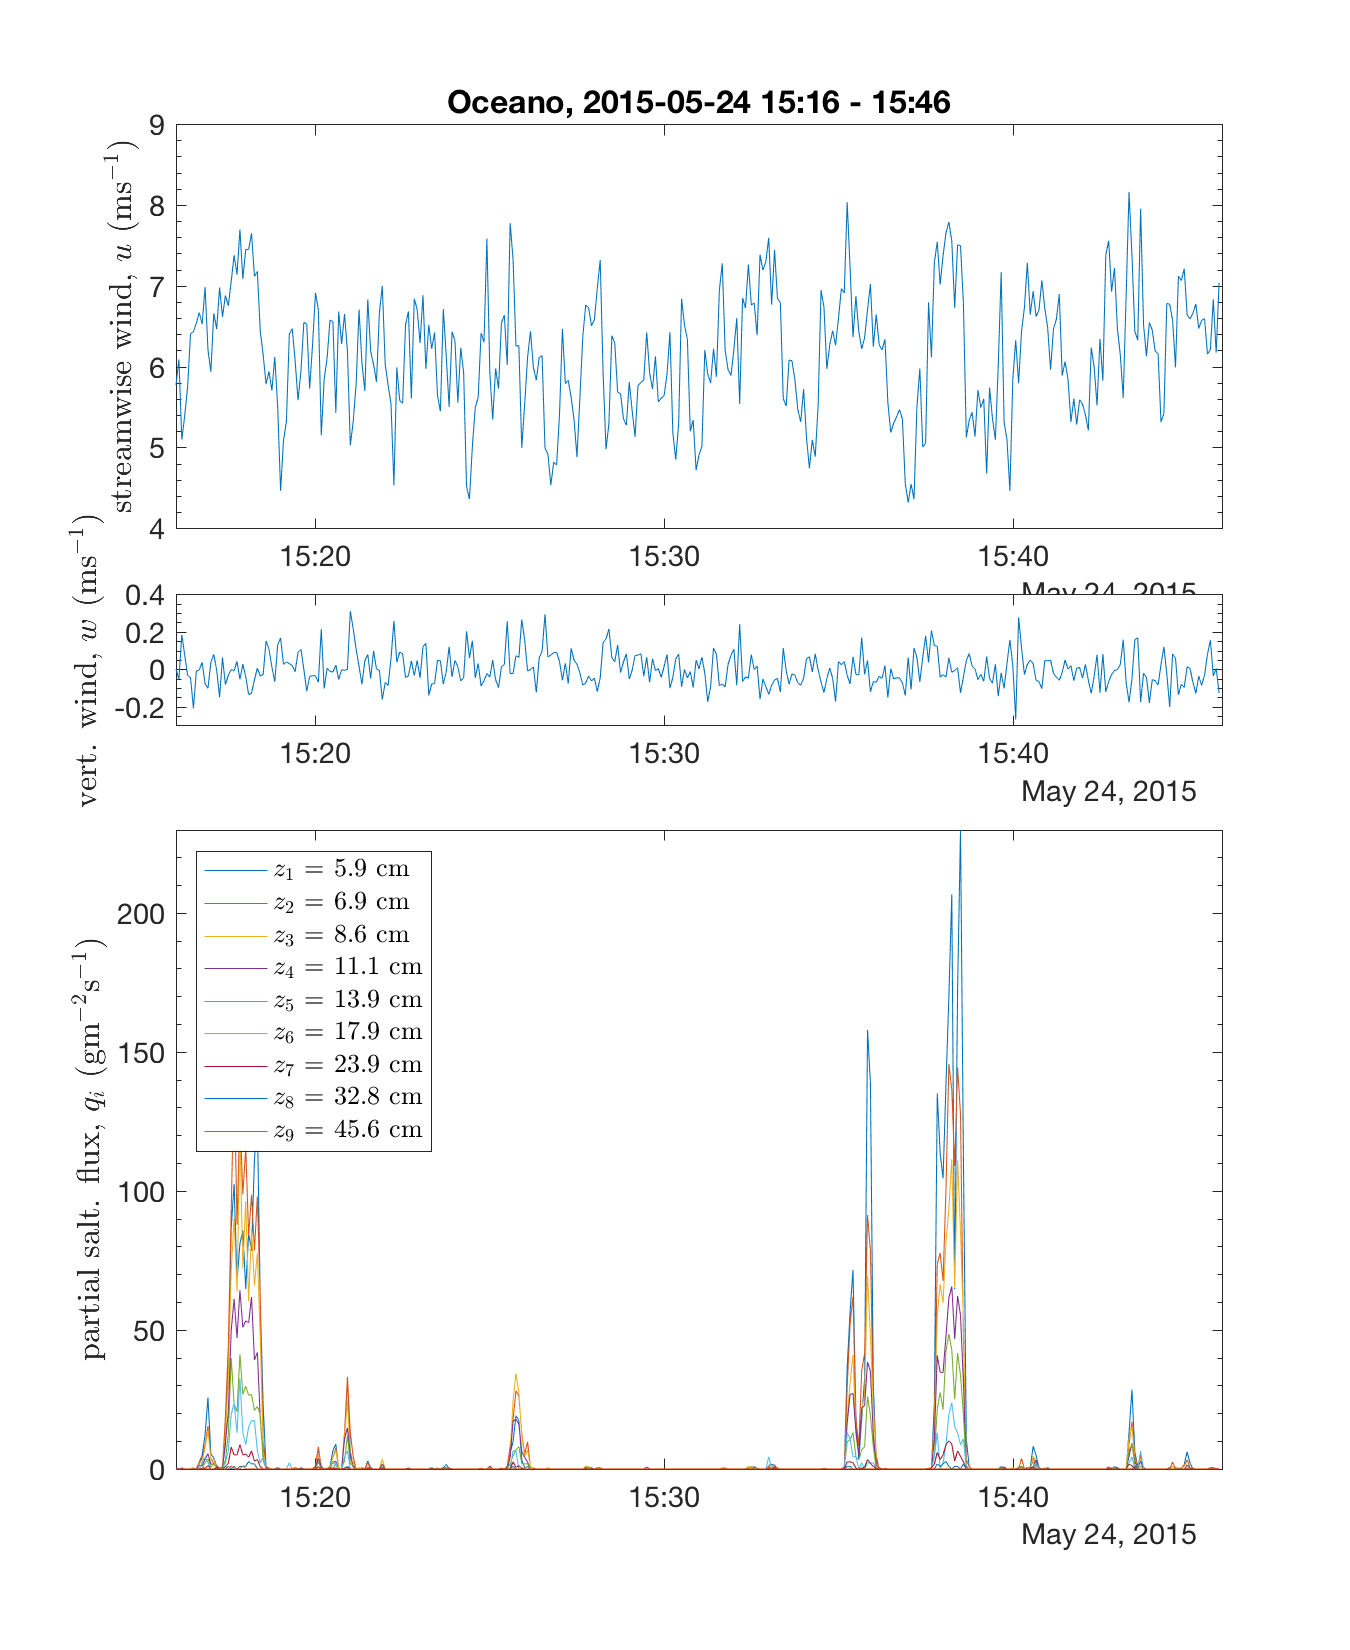 Oceano, 2015-05-24 15:16 - 15:46
streamwise wind, u (ms⁻¹)
9
8
7
6
5
4
15:20 15:30 15:40
May 24, 2015
vert. wind, w (ms⁻¹)
0.4
0.2
0
-0.2
15:20 15:30 15:40
May 24, 2015
partial salt. flux, qᵢ (gm⁻²s⁻¹)
200
150
100
50
0
z₁ = 5.9 cm
z₂ = 6.9 cm
z₃ = 8.6 cm
z₄ = 11.1 cm
z₅ = 13.9 cm
z₆ = 17.9 cm
z₇ = 23.9 cm
z₈ = 32.8 cm
z₉ = 45.6 cm
15:20 15:30 15:40
May 24, 2015